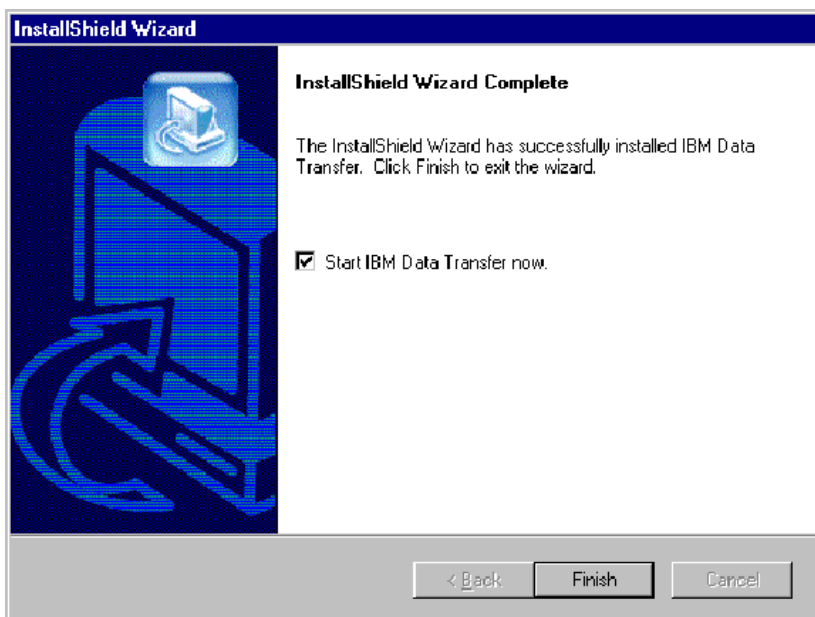 InstallShield Wizard
InstallShield Wizard Complete
The InstallShield Wizard has successfully installed IBM Data
Transfer. Click Finish to exit the wizard.
Start IBM Data Transfer now.
< Back
Finish
Cancel